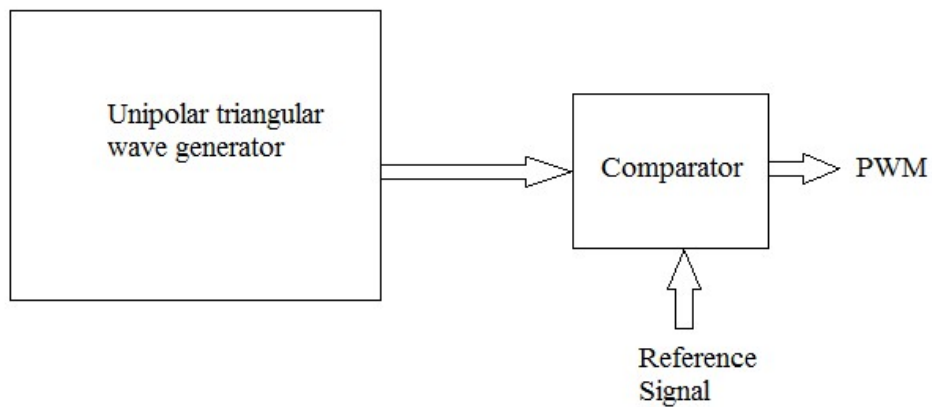 Unipolar triangular
wave generator
Comparator
PWM
Reference
Signal